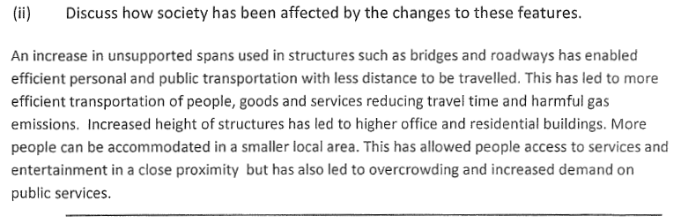 (ii) Discuss how society has been affected by the changes to these features.
An increase in unsupported spans used in structures such as bridges and roadways has enabled
efficient personal and public transportation with less distance to be travelled. This has led to more
efficient transportation of people, goods and services reducing travel time and harmful gas
emissions.  Increased height of structures has led to higher office and residential buildings. More
people can be accommodated in a smaller local area. This has allowed people access to services and
entertainment in a close proximity  but has also led to overcrowding and increased demand on
public services.